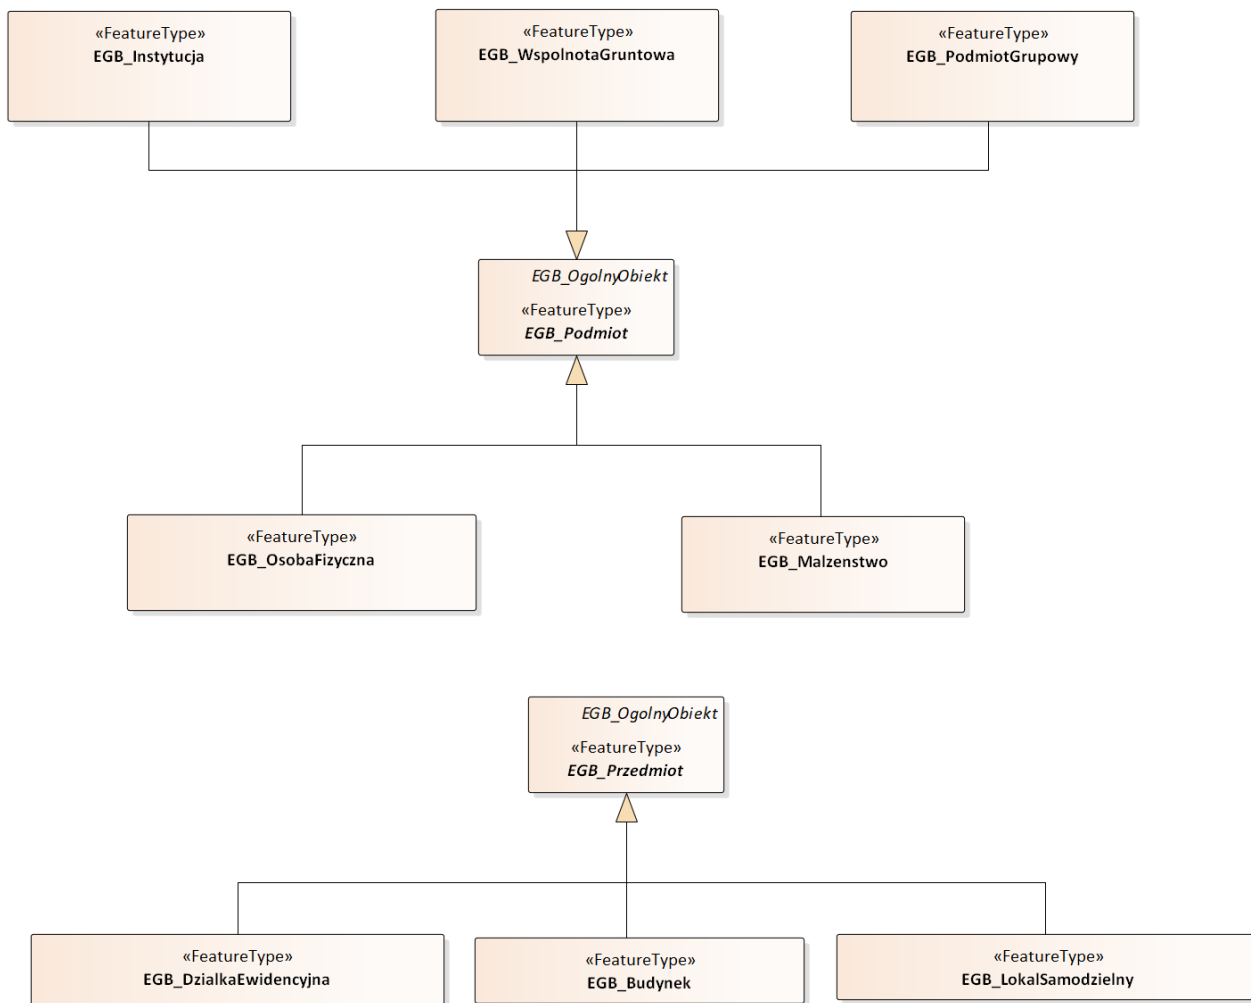 «FeatureType»
EGB_Instytucja
«FeatureType»
EGB_WspolnotaGruntowa
«FeatureType»
EGB_PodmiotGrupowy
EGB_OgolnyObiekt
«FeatureType»
EGB_Podmiot
«FeatureType»
EGB_OsobaFizyczna
«FeatureType»
EGB_Malzenstwo
EGB_OgolnyObiekt
«FeatureType»
EGB_Przedmiot
«FeatureType»
EGB_DzialkaEwidencyjna
«FeatureType»
EGB_Budynek
«FeatureType»
EGB_LokalSamodzielny